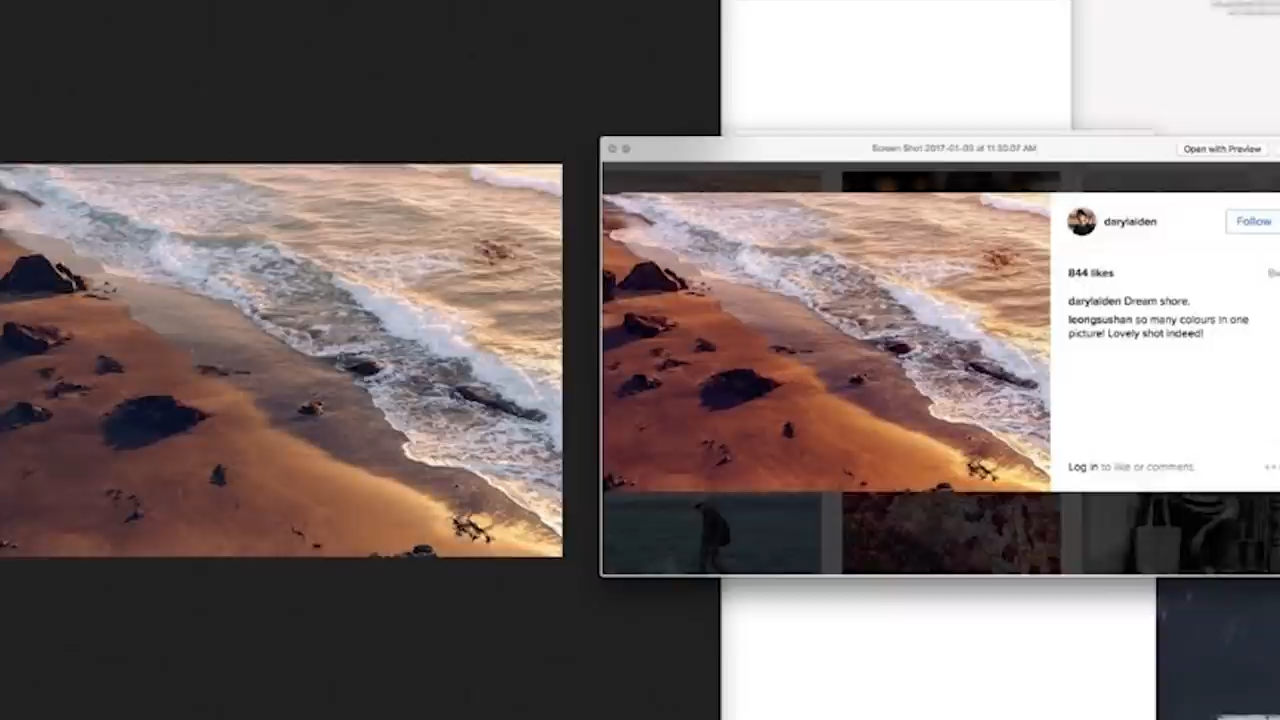 Screen Shot 2017-01-03 at 11.30.07 AM
Open with Preview
darylaiden
Follow
844 likes
darylaiden Dream shore.
leongsushan so many colours in one
picture! Lovely shot indeed!
Log in to like or comment.